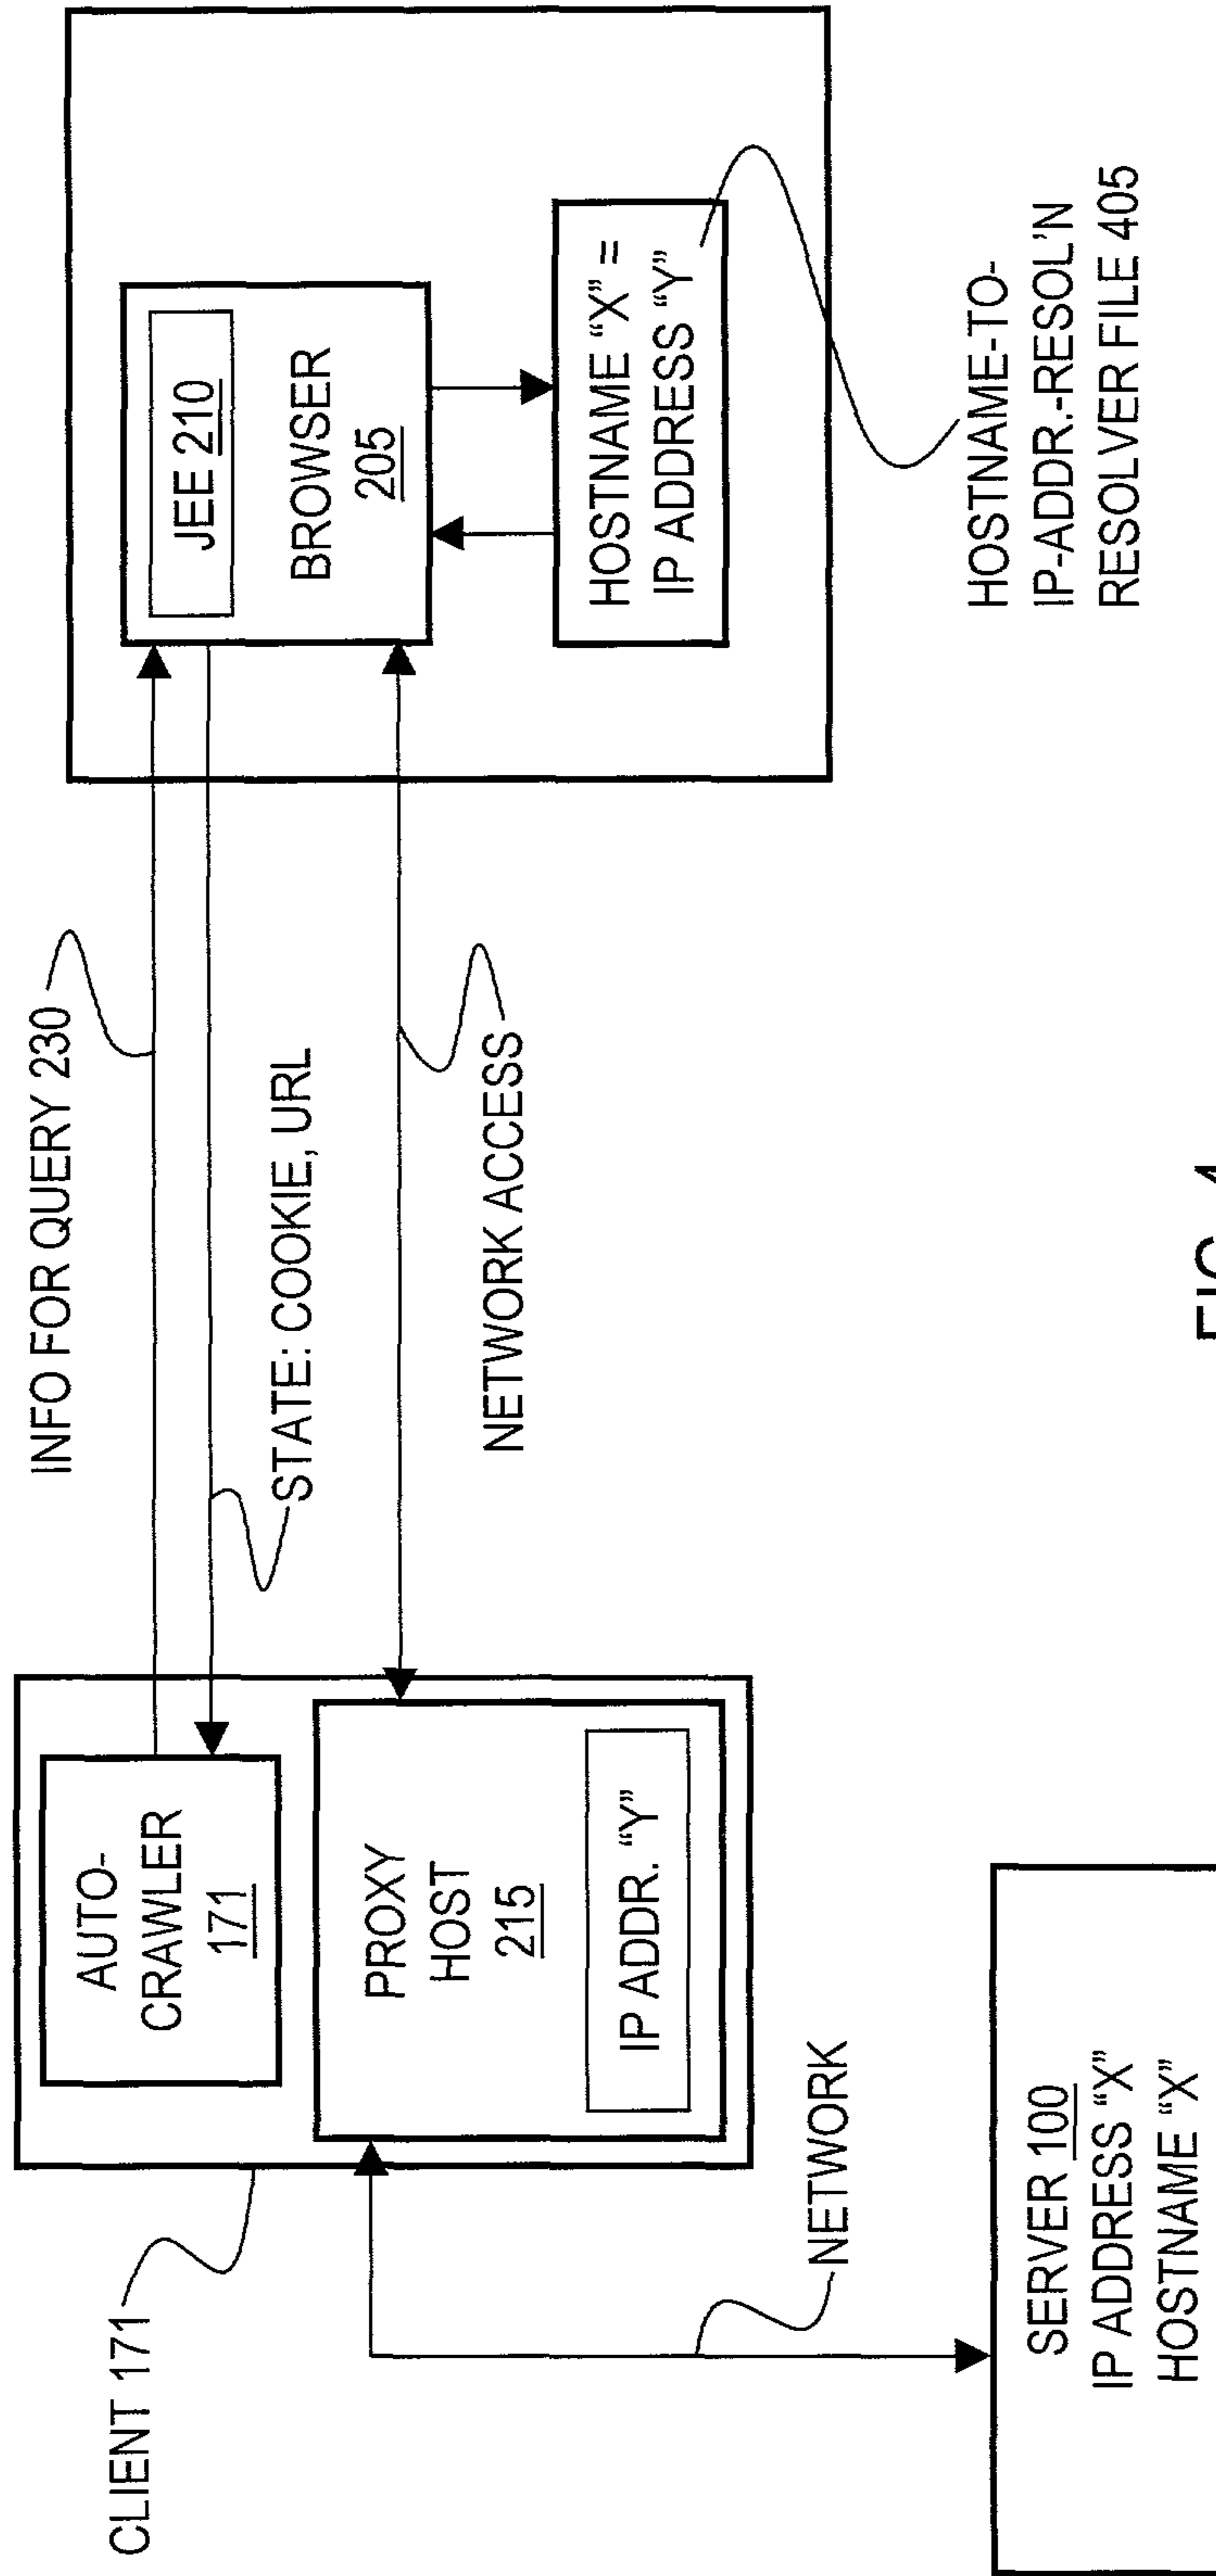 INFO FOR QUERY 230
STATE: COOKIE, URL
NETWORK ACCESS
CLIENT 171
AUTO-
CRAWLER
171
PROXY
HOST
215
IP ADDR. “Y”
NETWORK
SERVER 100
IP ADDRESS “X”
HOSTNAME “X”
JEE 210
BROWSER
205
HOSTNAME “X” =
IP ADDRESS “Y”
HOSTNAME-TO-
IP-ADDR.-RESOL’N
RESOLVER FILE 405